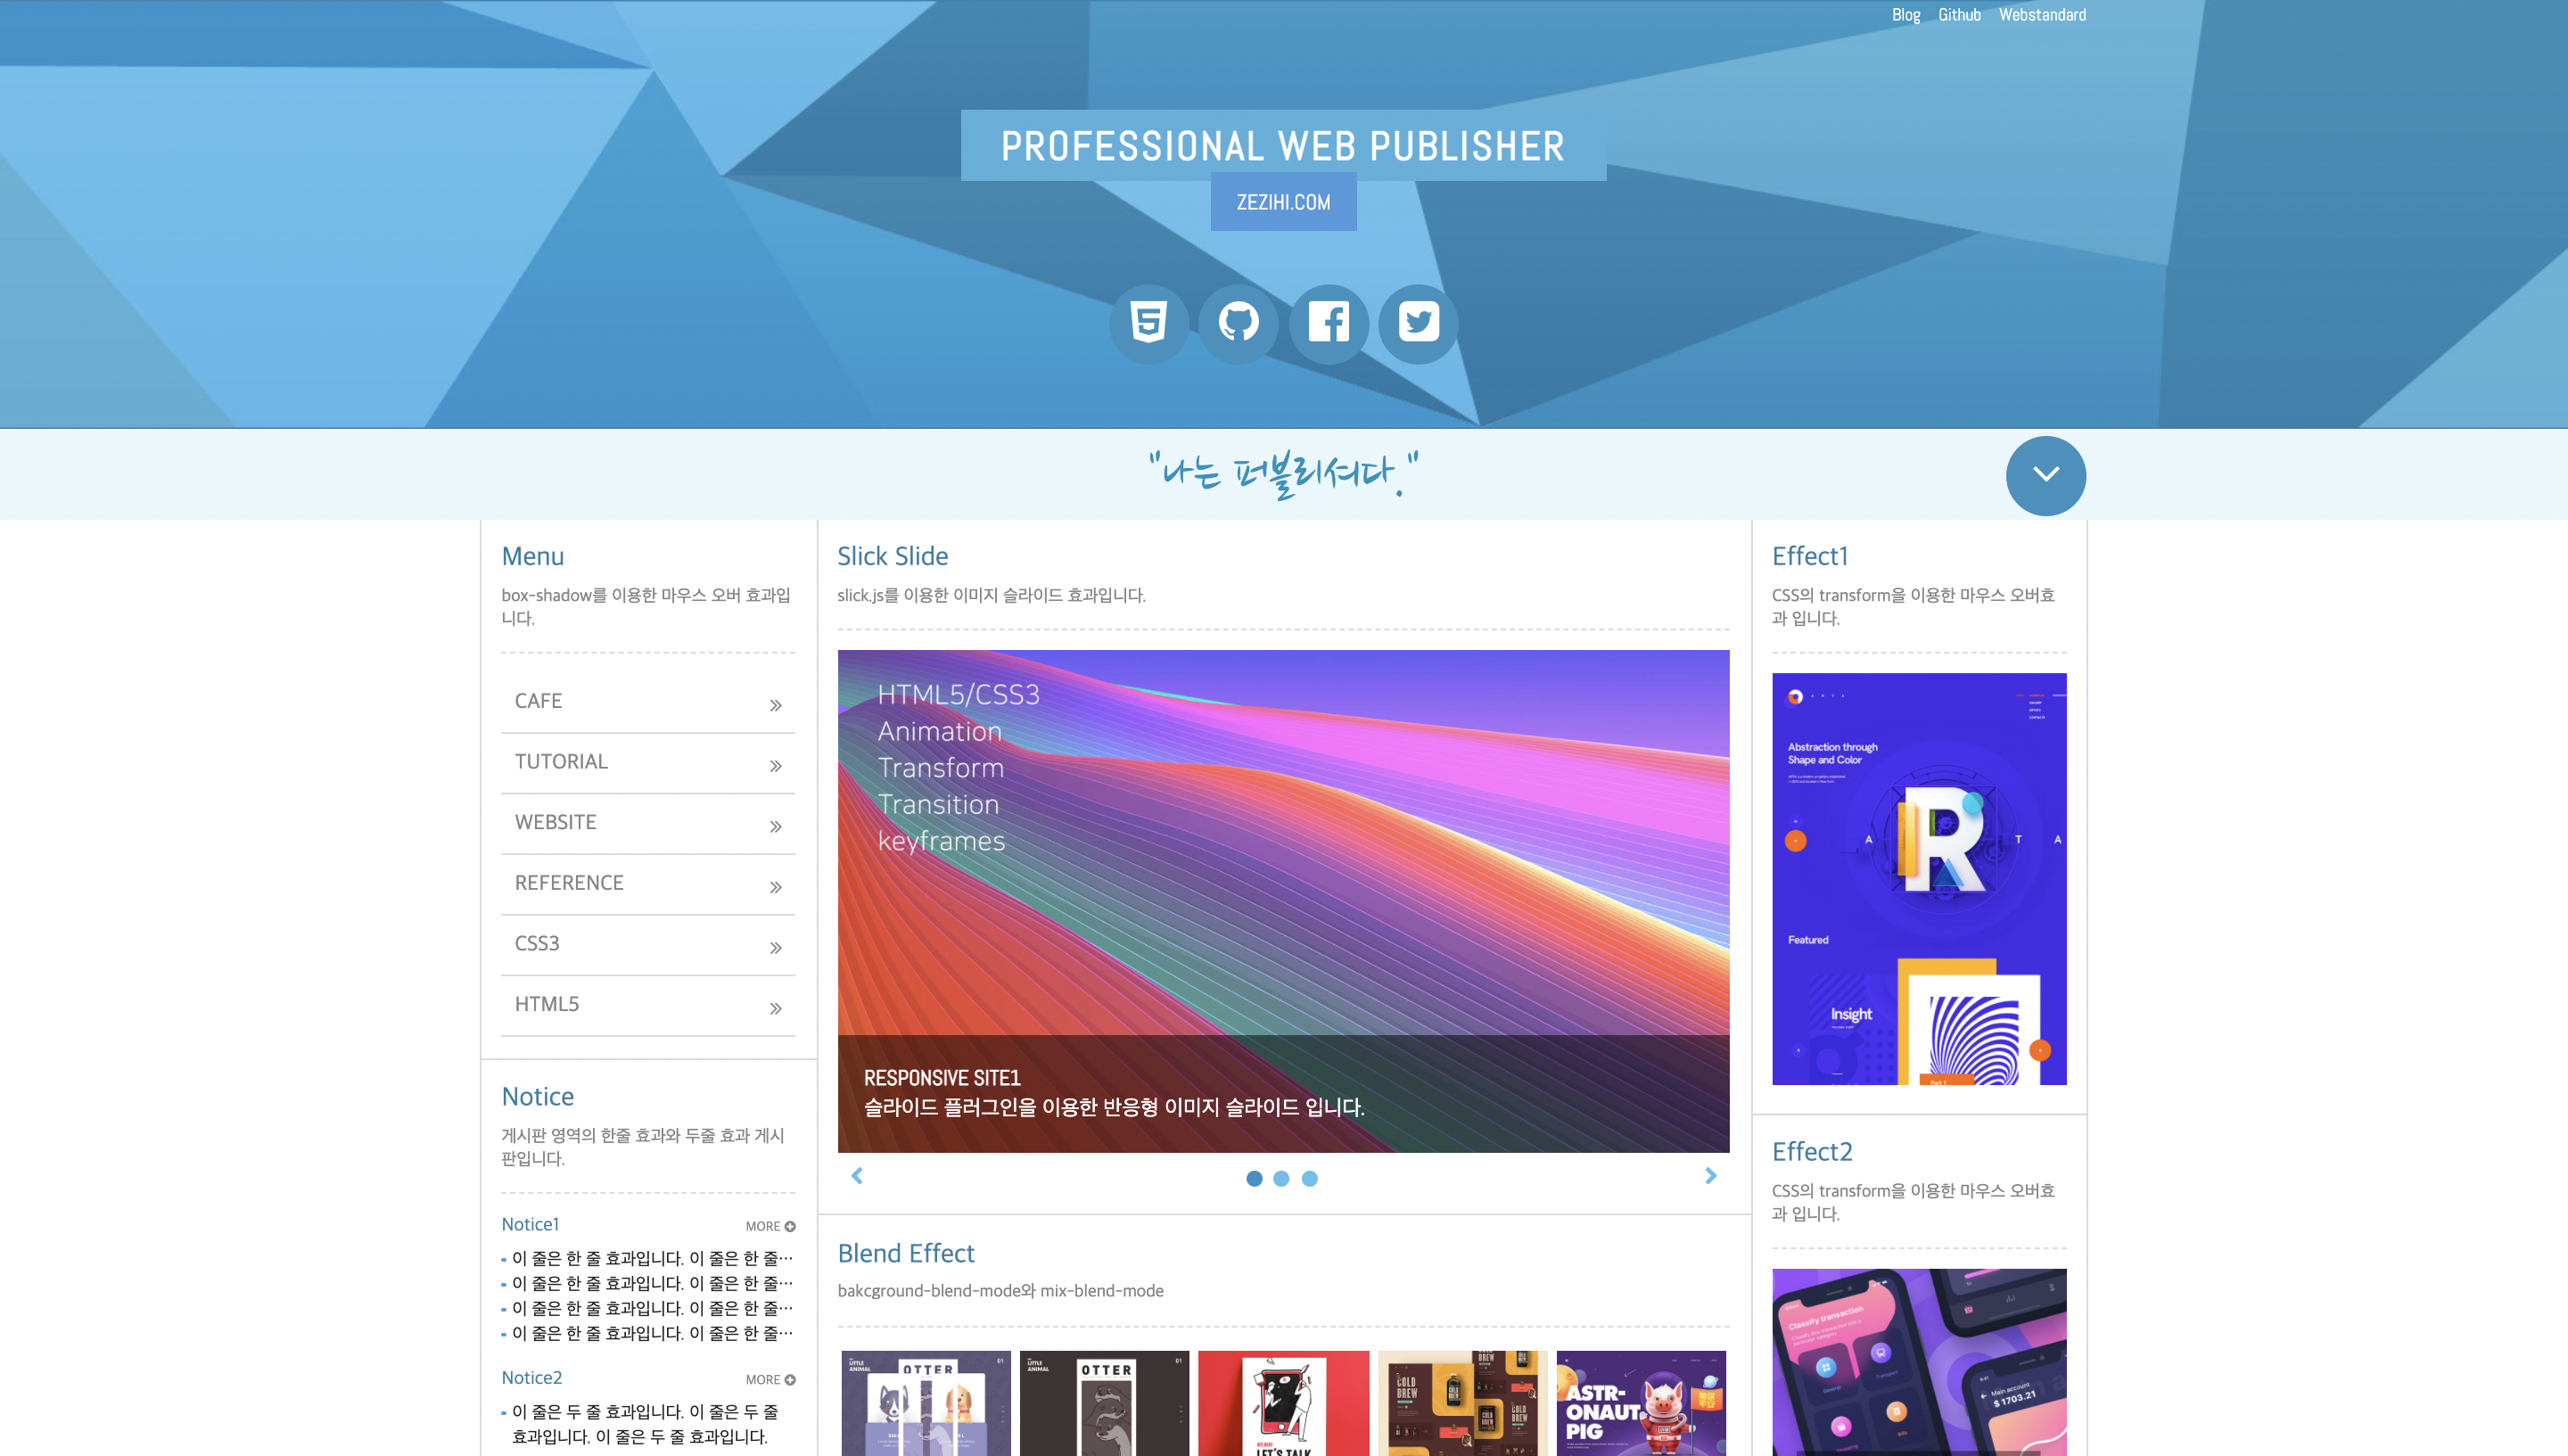 Blog Github Webstandard
PROFESSIONAL WEB PUBLISHER
ZEZIHI.COM
"나는 퍼블리셔다."
Menu
box-shadow를 이용한 마우스 오버 효과입
니다.
CAFE
TUTORIAL
WEBSITE
REFERENCE
CSS3
HTML5
Notice
게시판 영역의 한줄 효과와 두줄 효과 게시
판입니다.
Notice1 MORE
이 줄은 한 줄 효과입니다. 이 줄은 한 줄…
이 줄은 한 줄 효과입니다. 이 줄은 한 줄…
이 줄은 한 줄 효과입니다. 이 줄은 한 줄…
이 줄은 한 줄 효과입니다. 이 줄은 한 줄…
Notice2 MORE
이 줄은 두 줄 효과입니다. 이 줄은 두 줄
효과입니다. 이 줄은 두 줄 효과입니다.
Slick Slide
slick.js를 이용한 이미지 슬라이드 효과입니다.
HTML5/CSS3
Animation
Transform
Transition
keyframes
RESPONSIVE SITE1
슬라이드 플러그인을 이용한 반응형 이미지 슬라이드 입니다.
Blend Effect
bakcground-blend-mode와 mix-blend-mode
LITTLE
ANIMAL
01
OTTER
LITTLE
ANIMAL
01
OTTER
LET'S TALK
COLD
BREW
COLD
BREW
COLD
BREW
ASTR-
ONAUT
PIG
Effect1
CSS의 transform을 이용한 마우스 오버효
과 입니다.
A R T A
Abstraction through
Shape and Color
A R T A
Featured
Insight
Part 1
Effect2
CSS의 transform을 이용한 마우스 오버효
과 입니다.
Classify transaction
Main account
$ 1703.21